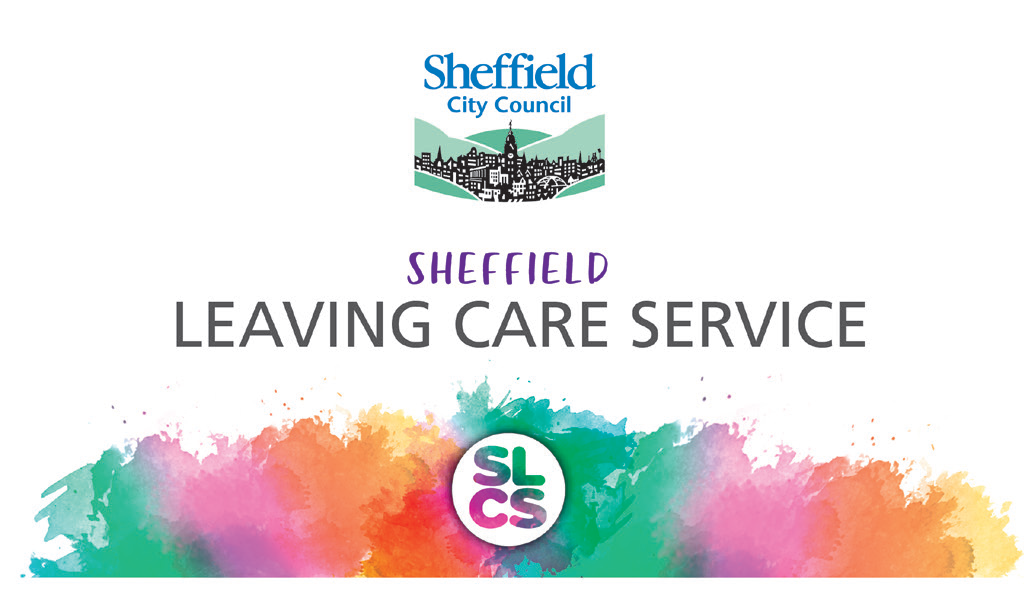 Sheffield
City Council
SHEFFIELD
LEAVING CARE SERVICE
SL
CS